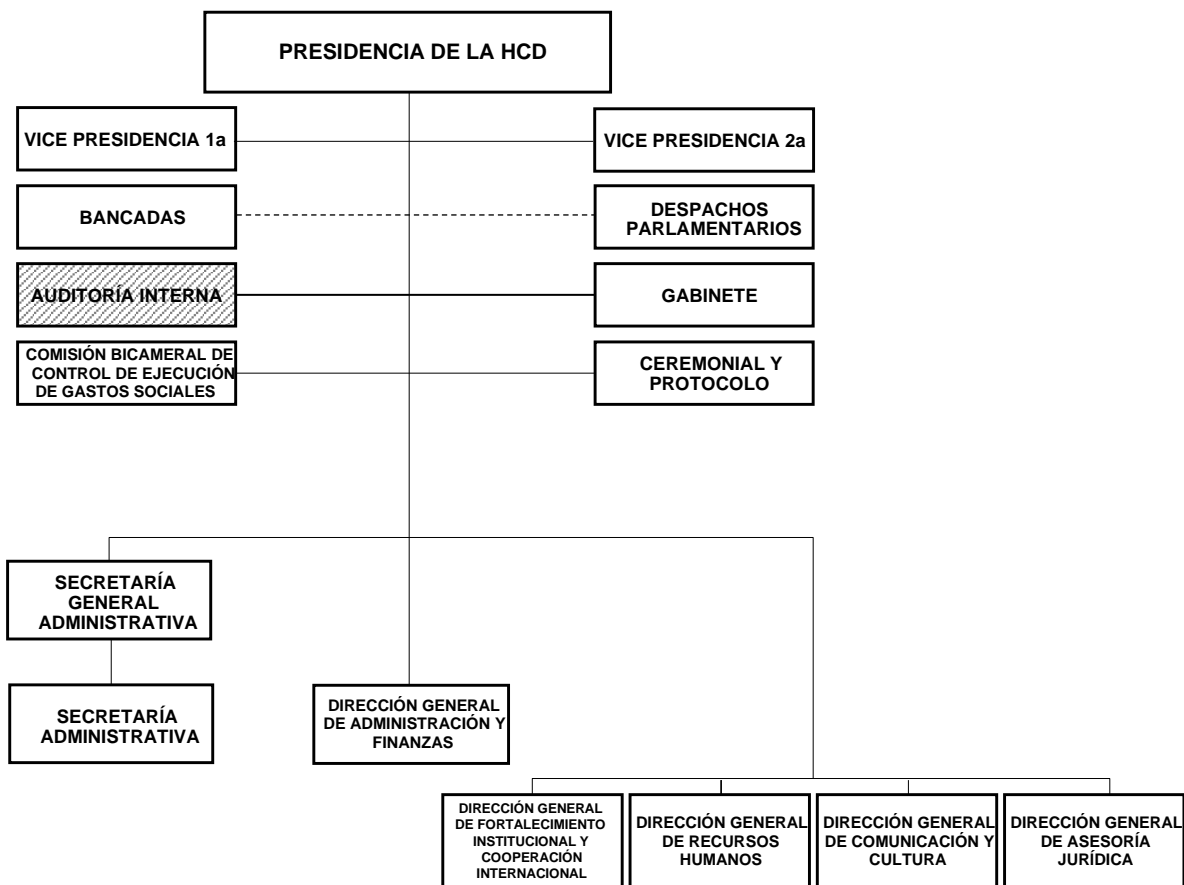 PRESIDENCIA DE LA HCD
VICE PRESIDENCIA 1a
VICE PRESIDENCIA 2a
BANCADAS
DESPACHOS
PARLAMENTARIOS
AUDITORÍA INTERNA
GABINETE
COMISIÓN BICAMERAL DE
CONTROL DE EJECUCIÓN
DE GASTOS SOCIALES
CEREMONIAL Y
PROTOCOLO
SECRETARÍA
GENERAL
ADMINISTRATIVA
SECRETARÍA
ADMINISTRATIVA
DIRECCIÓN GENERAL
DE ADMINISTRACIÓN Y
FINANZAS
DIRECCIÓN GENERAL
DE FORTALECIMIENTO
INSTITUCIONAL Y
COOPERACIÓN
INTERNACIONAL
DIRECCIÓN GENERAL
DE RECURSOS
HUMANOS
DIRECCIÓN GENERAL
DE COMUNICACIÓN Y
CULTURA
DIRECCIÓN GENERAL
DE ASESORÍA
JURÍDICA